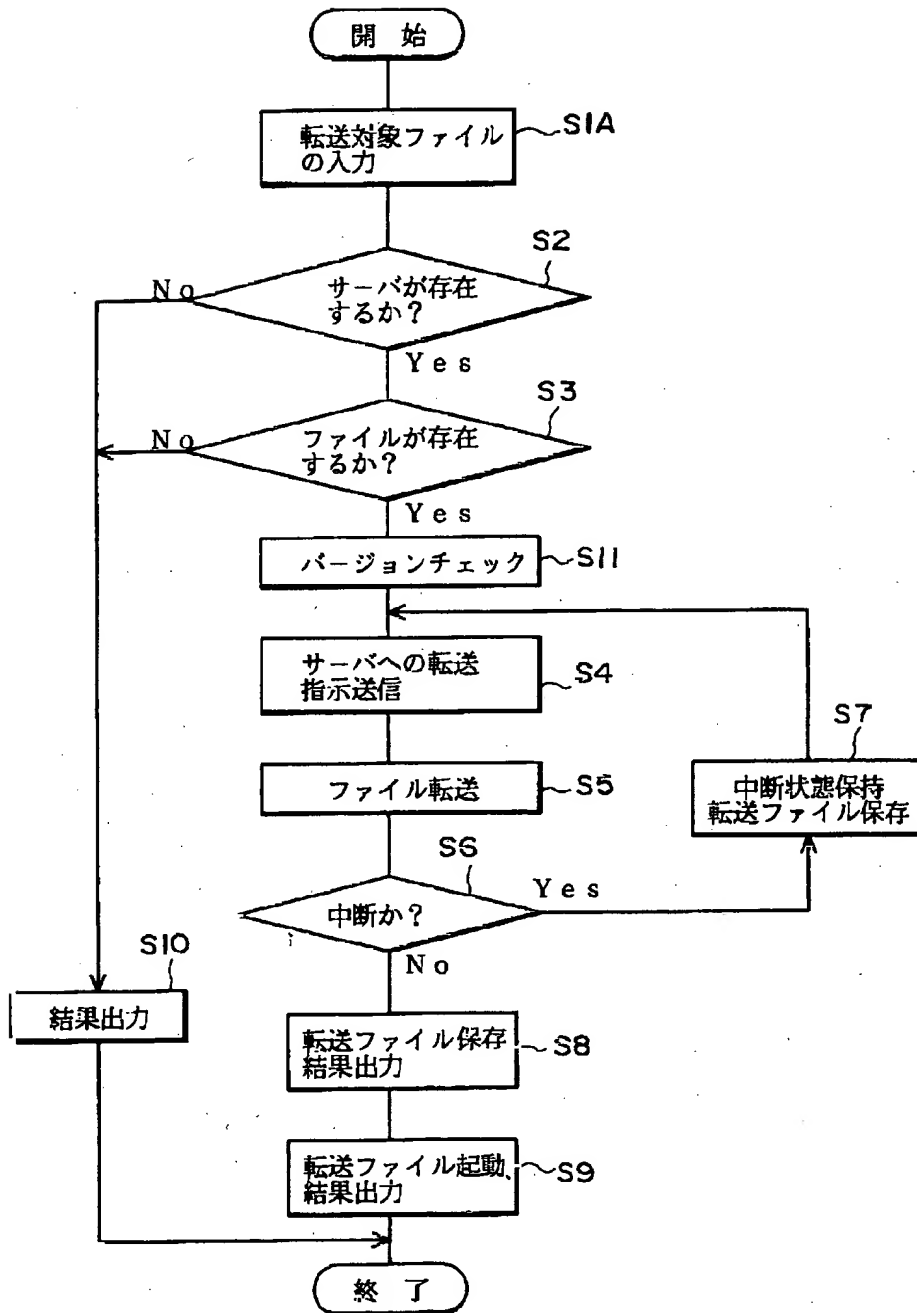 開 始
転送対象ファイル
の入力
S1A
サーバが存在
するか?
S2
No
Yes
ファイルが存在
するか?
S3
No
Yes
バージョンチェック
S11
サーバへの転送
指示送信
S4
ファイル転送
S5
中断状態保持
転送ファイル保存
S7
中断か?
S6
Yes
No
結果出力
S10
転送ファイル保存
結果出力
S8
転送ファイル起動、
結果出力
S9
終 了